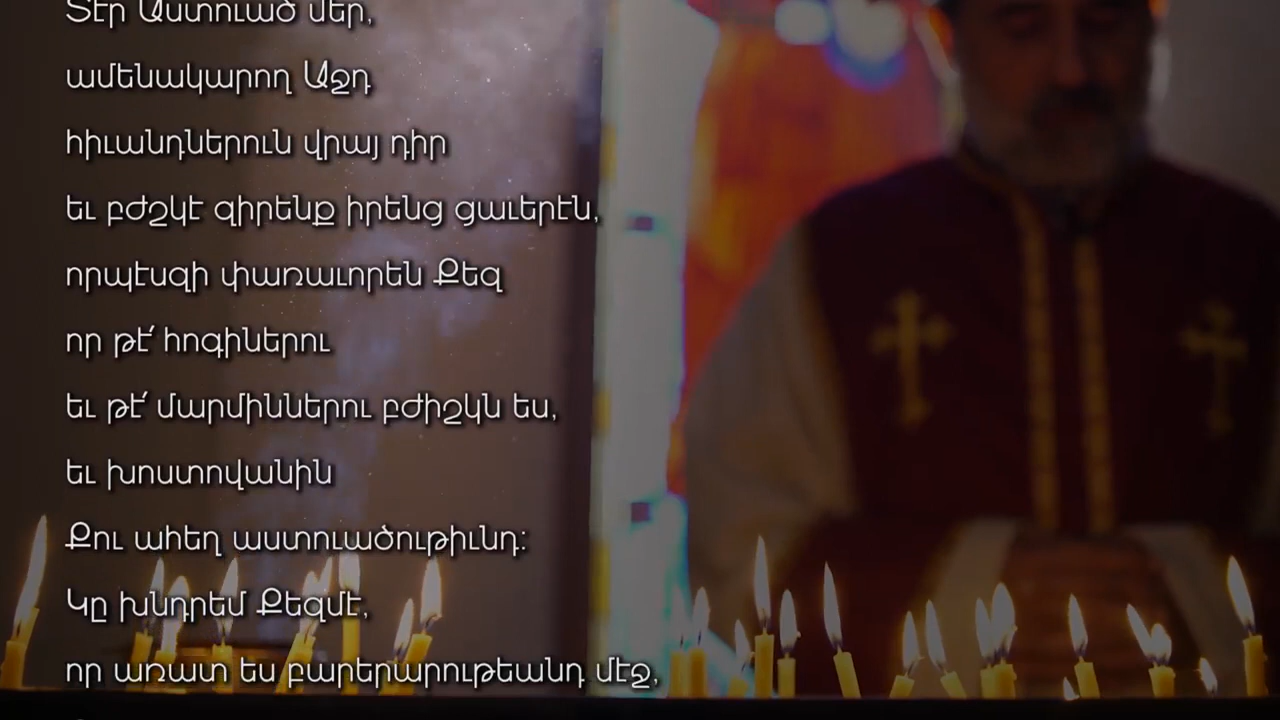 Տէր Աստուած մեր,
ամենակարող Աջդ
հիւանդներուն վրայ դիր
եւ բժշկէ զիրենք իրենց ցաւերէն,
որպէսզի փառաւորեն Քեզ
որ թէ՛ հոգիներու
եւ թէ՛ մարմիններու բժիշկն ես,
եւ խոստովանին
Քու ահեղ աստուածութիւնդ։
Կը խնդրեմ Քեզմէ,
որ առատ ես բարերարութեանդ մէջ,